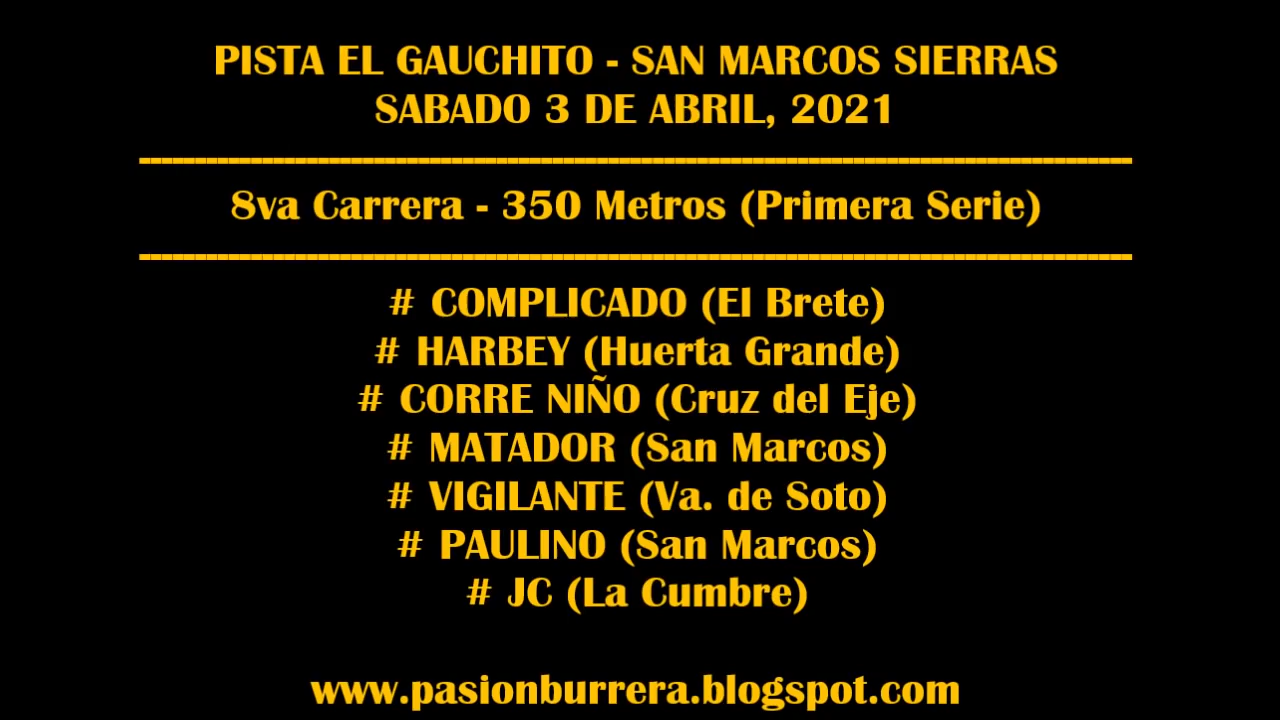 PISTA EL GAUCHITO - SAN MARCOS SIERRAS
SABADO 3 DE ABRIL, 2021
8va Carrera - 350 Metros (Primera Serie)
# COMPLICADO (El Brete)
# HARBEY (Huerta Grande)
# CORRE NIÑO (Cruz del Eje)
# MATADOR (San Marcos)
# VIGILANTE (Va. de Soto)
# PAULINO (San Marcos)
# JC (La Cumbre)
www.pasionburrera.blogspot.com